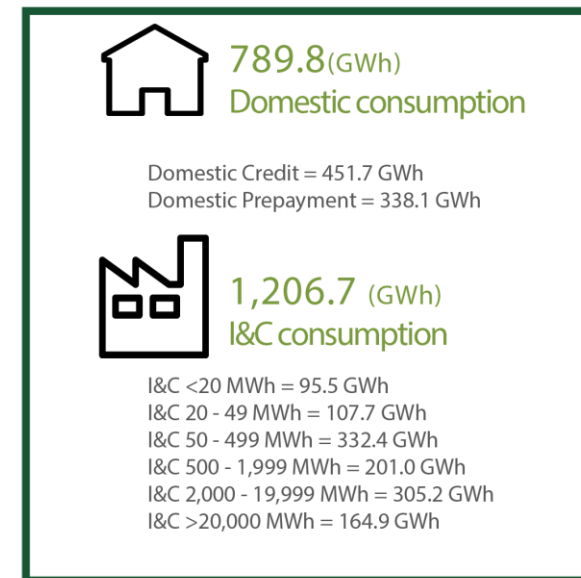 789.8(GWh)
Domestic consumption
Domestic Credit = 451.7 GWh
Domestic Prepayment = 338.1 GWh
1,206.7 (GWh)
I&C consumption
I&C <20 MWh = 95.5 GWh
I&C 20 - 49 MWh = 107.7 GWh
I&C 50 - 499 MWh = 332.4 GWh
I&C 500 - 1,999 MWh = 201.0 GWh
I&C 2,000 - 19,999 MWh = 305.2 GWh
I&C >20,000 MWh = 164.9 GWh